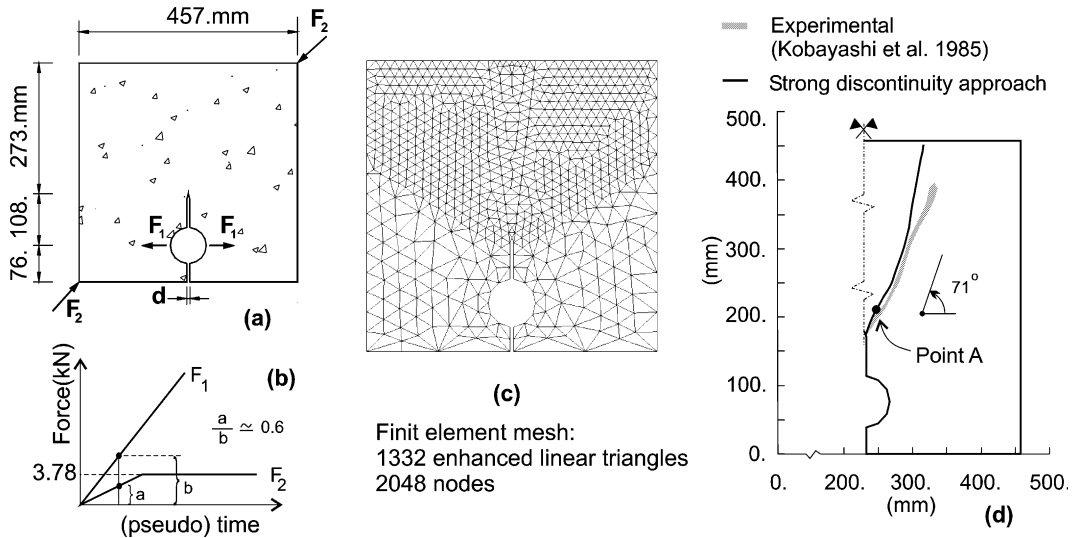 457.mm
F2
273.mm
108.
76.
F1
F1
d
F2
(a)
(b)
Force(kN)
F1
a
b
≃ 0.6
3.78
F2
a
b
(pseudo) time
(c)
Finit element mesh:
1332 enhanced linear triangles
2048 nodes
Experimental
(Kobayashi et al. 1985)
Strong discontinuity approach
500.
400.
300.
200.
100.
0.
(mm)
71°
Point A
0.
200.
300.
400.
500.
(mm)
(d)